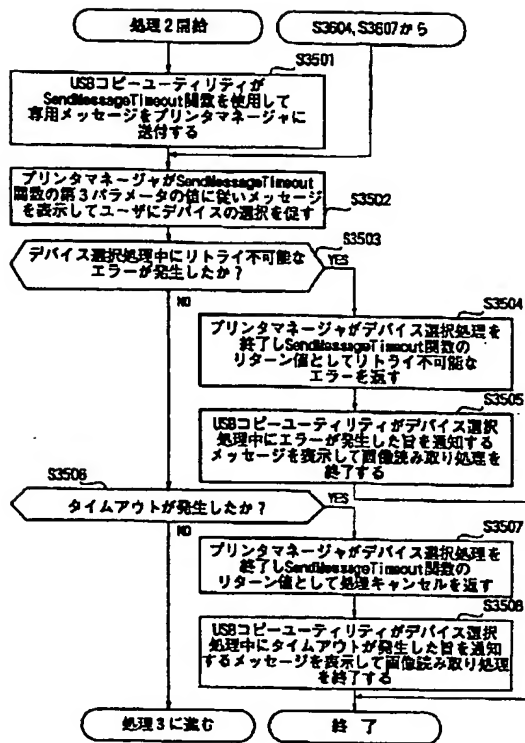 処理2開始
S3604, S3607から
S3501
USBコピーユーティリティが
SendMessageTimeout関数を使用して
専用メッセージをプリンタマネージャに
送付する
プリンタマネージャがSendMessageTimeout
関数の第3パラメータの値に従いメッセージ
を表示してユーザにデバイスの選択を促す
S3502
S3503
デバイス選択処理中にリトライ不可能な
エラーが発生したか?
YES
NO
S3504
プリンタマネージャがデバイス選択処理を
終了しSendMessageTimeout関数の
リターン値としてリトライ不可能な
エラーを返す
S3505
USBコピーユーティリティがデバイス選択
処理中にエラーが発生した旨を通知する
メッセージを表示して画像読み取り処理を
終了する
S3506
タイムアウトが発生したか?
YES
NO
S3507
プリンタマネージャがデバイス選択処理を
終了しSendMessageTimeout関数の
リターン値として処理キャンセルを返す
S3508
USBコピーユーティリティがデバイス選択
処理中にタイムアウトが発生した旨を通知
するメッセージを表示して画像読み取り処理
を終了する
処理3に進む
終了